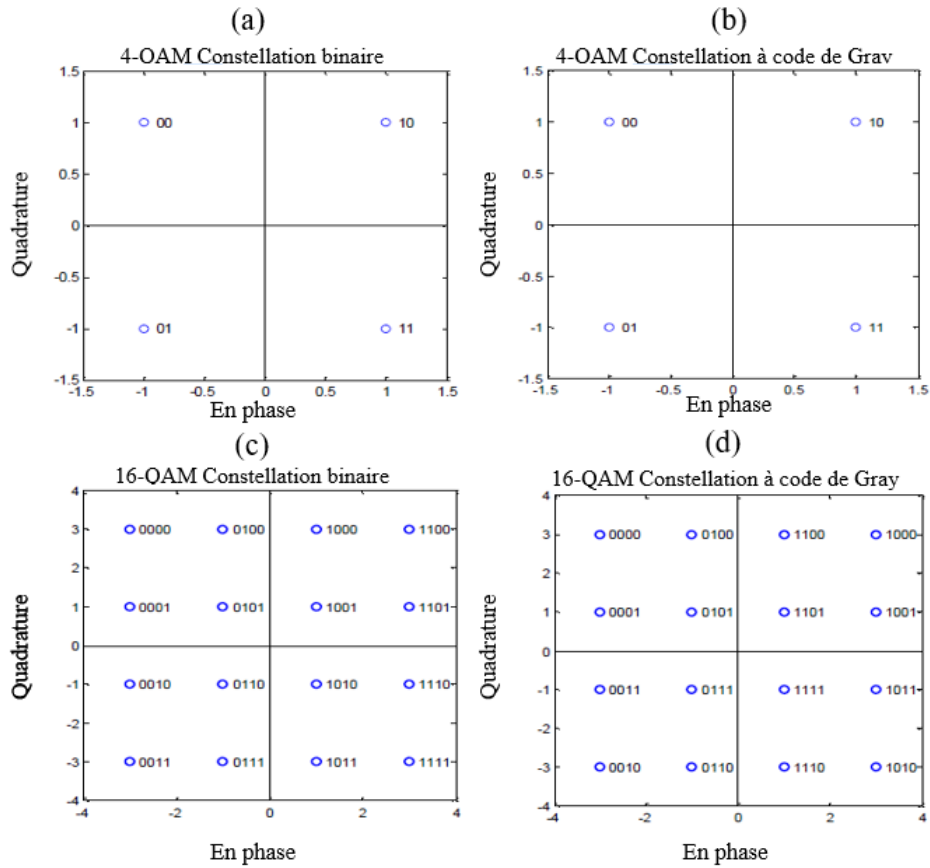 (a)
4-OAM Constellation binaire
1.5
1
0.5
0
-0.5
-1
-1.5
00
10
01
11
-1.5
-1
-0.5
0
0.5
1
1.5
Quadrature
En phase
(b)
4-OAM Constellation à code de Grav
1.5
1
0.5
0
-0.5
-1
-1.5
00
10
01
11
-1.5
-1
-0.5
0
0.5
1
1.5
Quadrature
En phase
(c)
16-QAM Constellation binaire
4
3
2
1
0
-1
-2
-3
-4
0000 0100 1000 1100
0001 0101 1001 1101
0010 0110 1010 1110
0011 0111 1011 1111
-4 -2 0 2 4
Quadrature
En phase
(d)
16-QAM Constellation à code de Gray
4
3
2
1
0
-1
-2
-3
-4
0000 0100 1100 1000
0001 0101 1101 1001
0011 0111 1111 1011
0010 0110 1110 1010
-4 -2 0 2 4
Quadrature
En phase